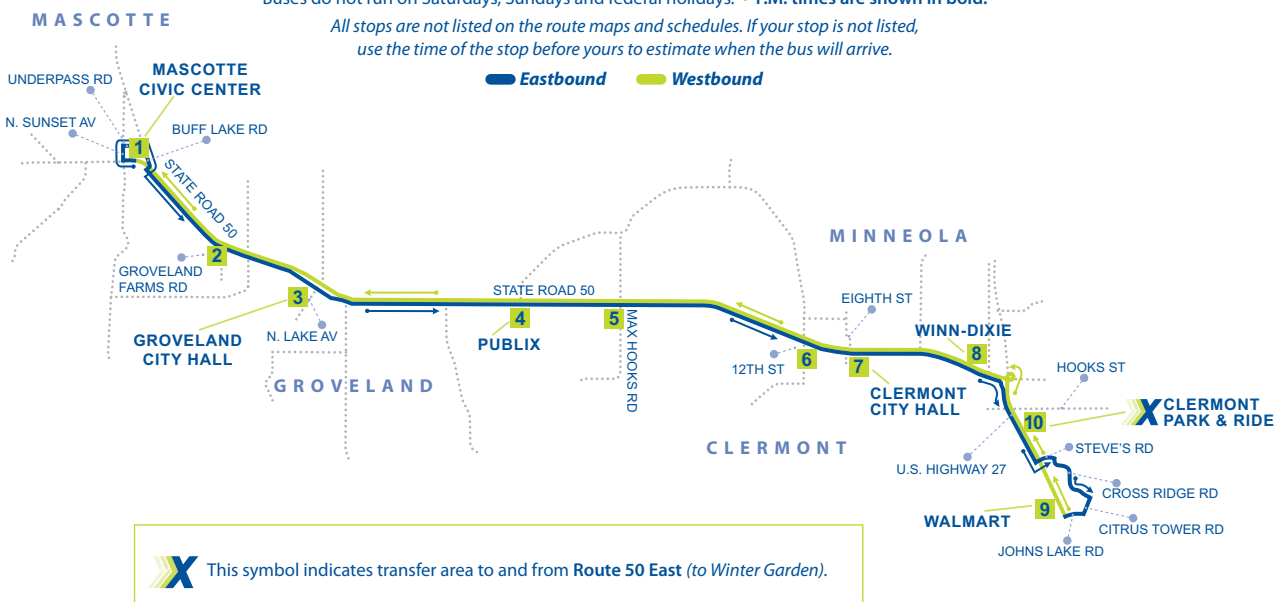 Buses do not run on Saturdays, Sundays and federal holidays. • P.M. times are shown in bold.
All stops are not listed on the route maps and schedules. If your stop is not listed,
use the time of the stop before yours to estimate when the bus will arrive.
Eastbound
Westbound
MASCOTTE
UNDERPASS RD
MASCOTTE
CIVIC CENTER
N. SUNSET AV
BUFF LAKE RD
1
STATE ROAD 50
2
GROVELAND
FARMS RD
3
GROVELAND
CITY HALL
N. LAKE AV
GROVELAND
STATE ROAD 50
4
PUBLIX
5
MAX HOOKS RD
MINNEOLA
EIGHTH ST
WINN-DIXIE
6
12TH ST
7
8
CLERMONT
CITY HALL
HOOKS ST
CLERMONT
10
X CLERMONT
PARK & RIDE
STEVE'S RD
U.S. HIGHWAY 27
CROSS RIDGE RD
9
WALMART
CITRUS TOWER RD
JOHNS LAKE RD
X This symbol indicates transfer area to and from Route 50 East (to Winter Garden).